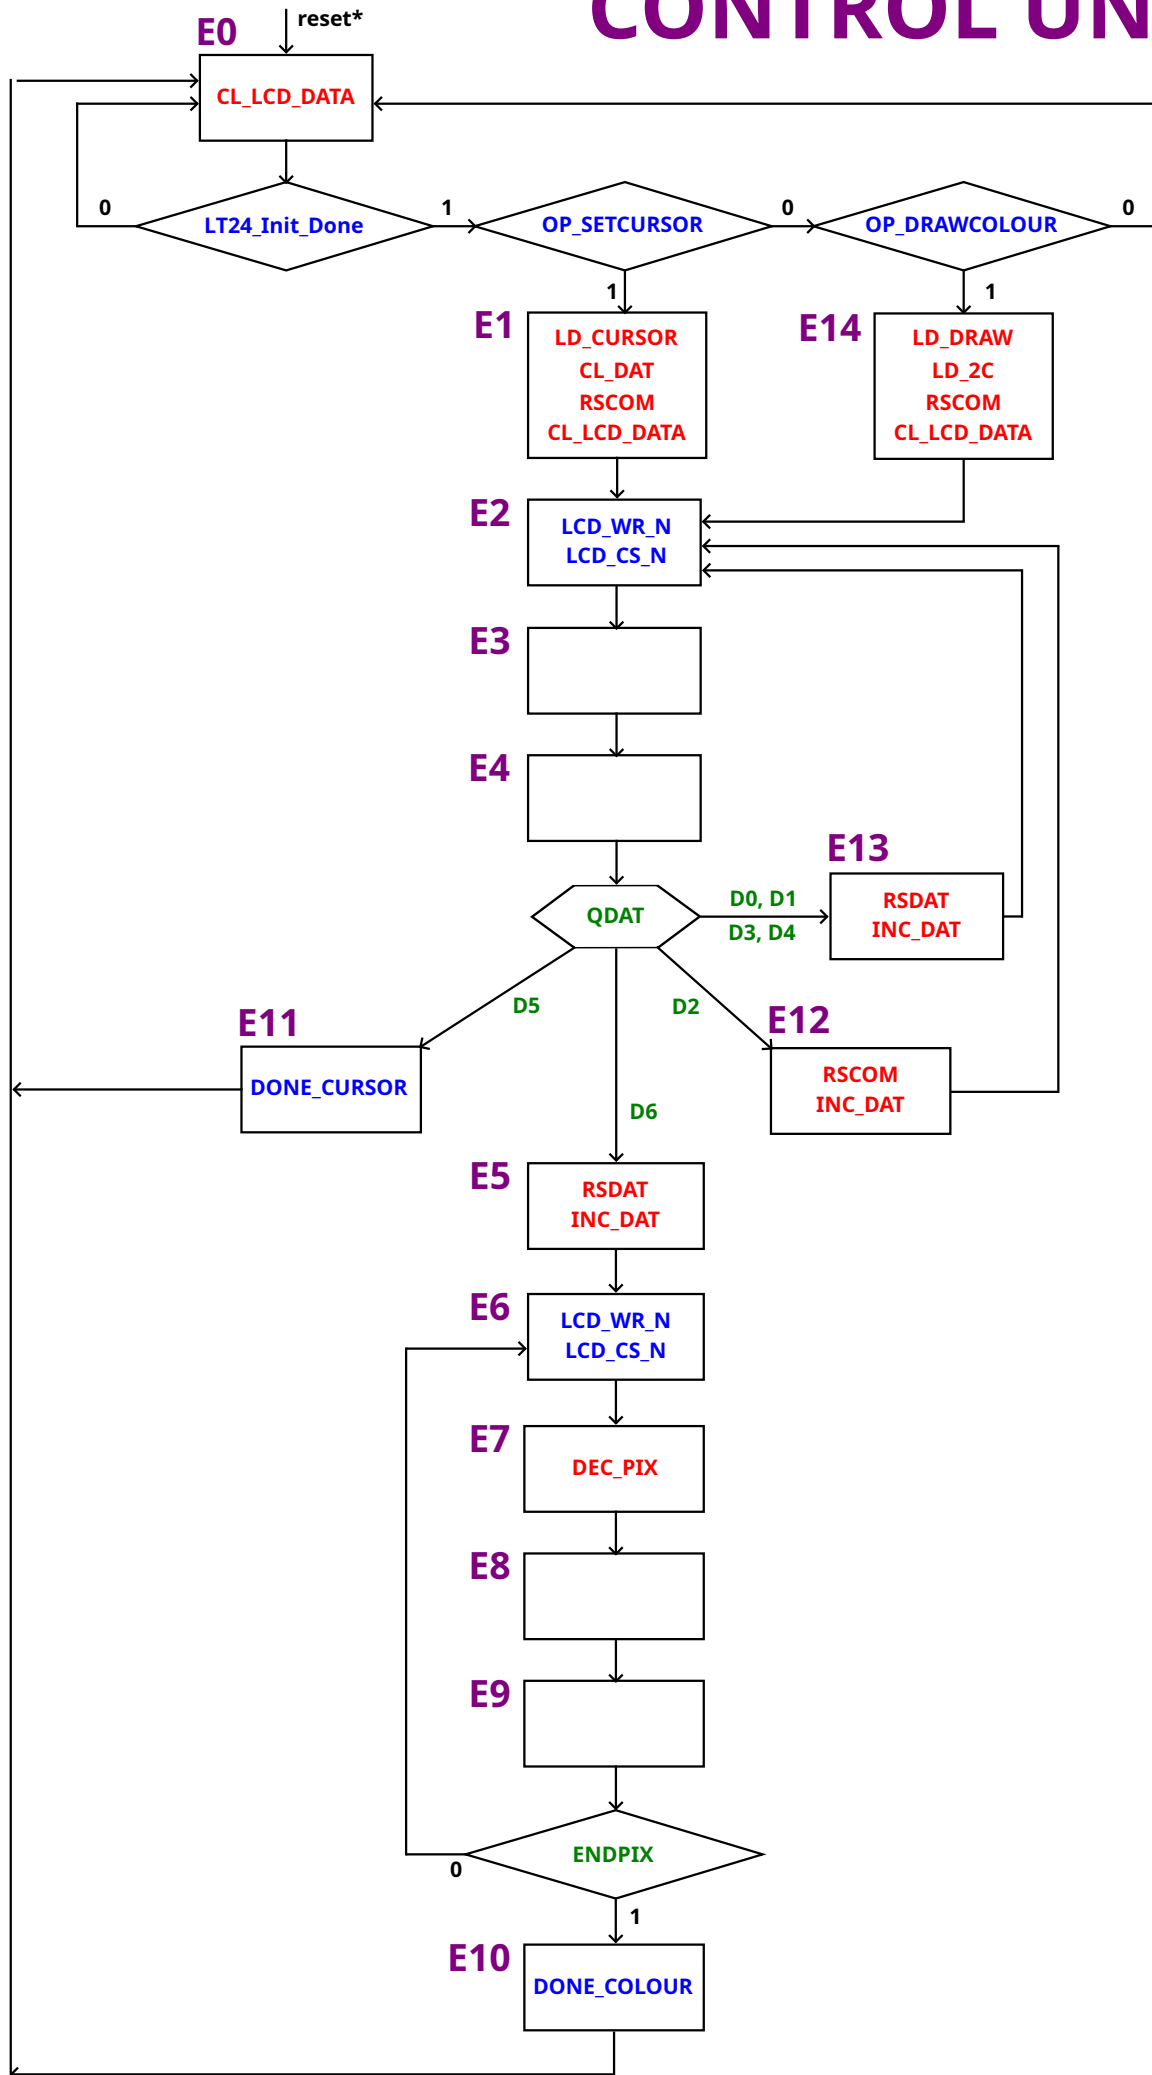 CONTROL UN
reset*
E0
CL_LCD_DATA
0
LT24_Init_Done
1
OP_SETCURSOR
0
OP_DRAWCOLOUR
0
1
1
E1
LD_CURSOR
CL_DAT
RSCOM
CL_LCD_DATA
E14
LD_DRAW
LD_2C
RSCOM
CL_LCD_DATA
E2
LCD_WR_N
LCD_CS_N
E3
E4
E13
QDAT
D0, D1
D3, D4
RSDAT
INC_DAT
D5
D2
E11
E12
DONE_CURSOR
RSCOM
INC_DAT
D6
E5
RSDAT
INC_DAT
E6
LCD_WR_N
LCD_CS_N
E7
DEC_PIX
E8
E9
ENDPIX
0
1
E10
DONE_COLOUR